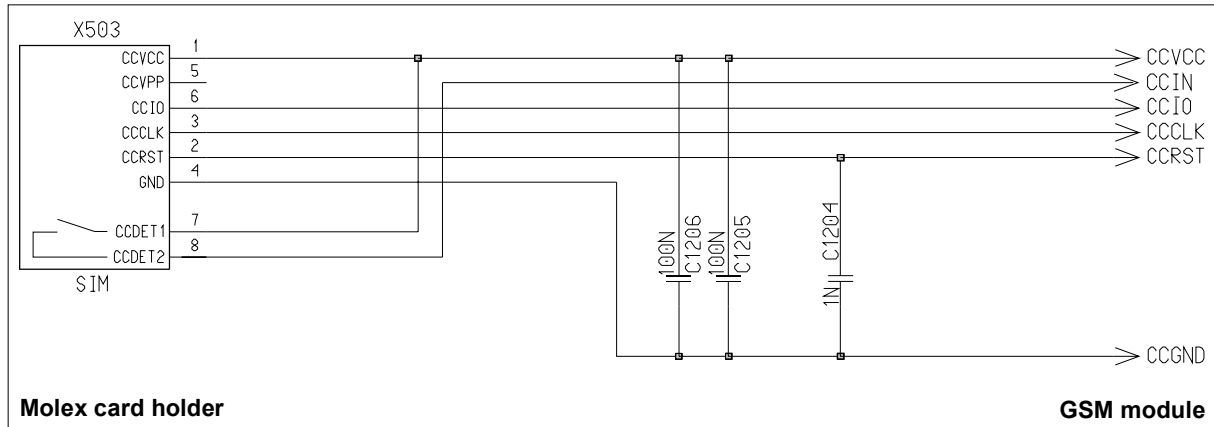 X503
CCVCC 1
CCVPP 5
CCIO 6
CCCLK 3
CCRST 2
GND 4
CCDET1 7
CCDET2 8
SIM
100N
C1206
100N
C1205
1N
C1204
CCVCC
CCIN
CCIO
CCCLK
CCRST
CCGND
Molex card holder
GSM module